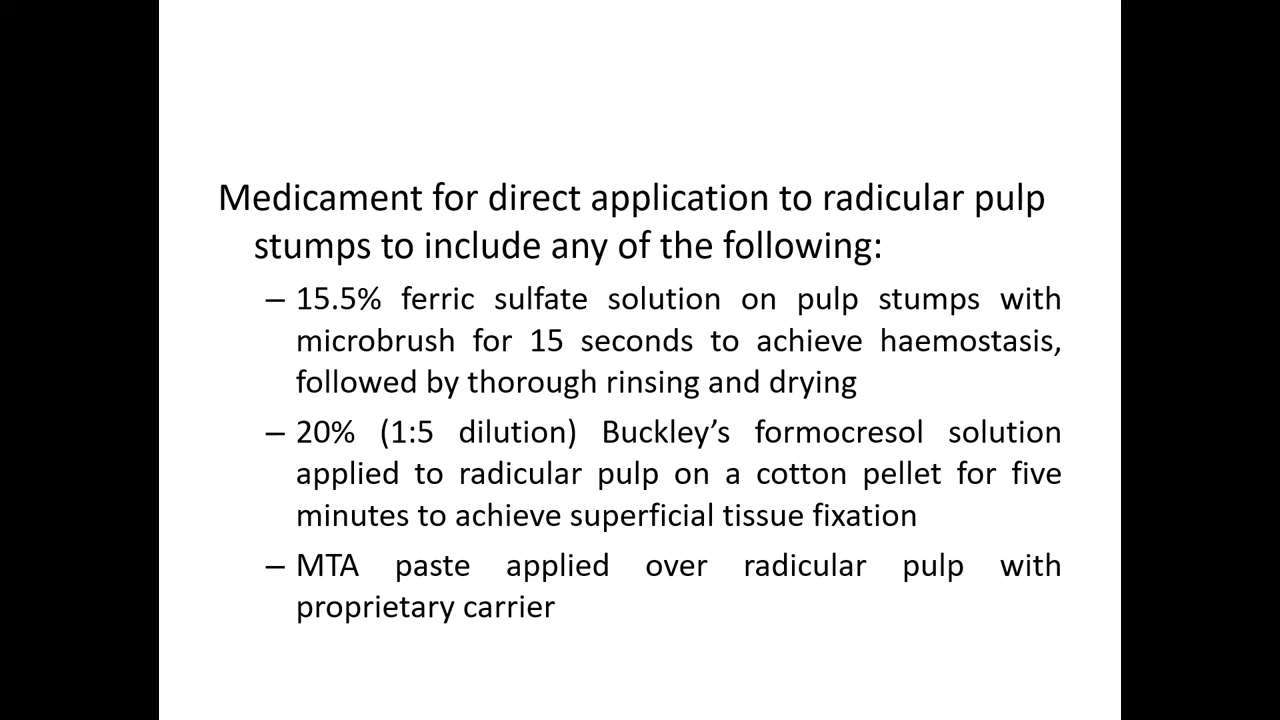 Medicament for direct application to radicular pulp
stumps to include any of the following:
– 15.5% ferric sulfate solution on pulp stumps with
microbrush for 15 seconds to achieve haemostasis,
followed by thorough rinsing and drying
– 20% (1:5 dilution) Buckley’s formocresol solution
applied to radicular pulp on a cotton pellet for five
minutes to achieve superficial tissue fixation
– MTA paste applied over radicular pulp with
proprietary carrier